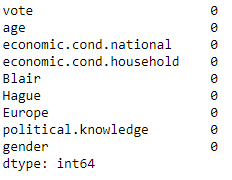 vote 0
age 0
economic.cond.national 0
economic.cond.household 0
Blair 0
Hague 0
Europe 0
political.knowledge 0
gender 0
dtype: int64